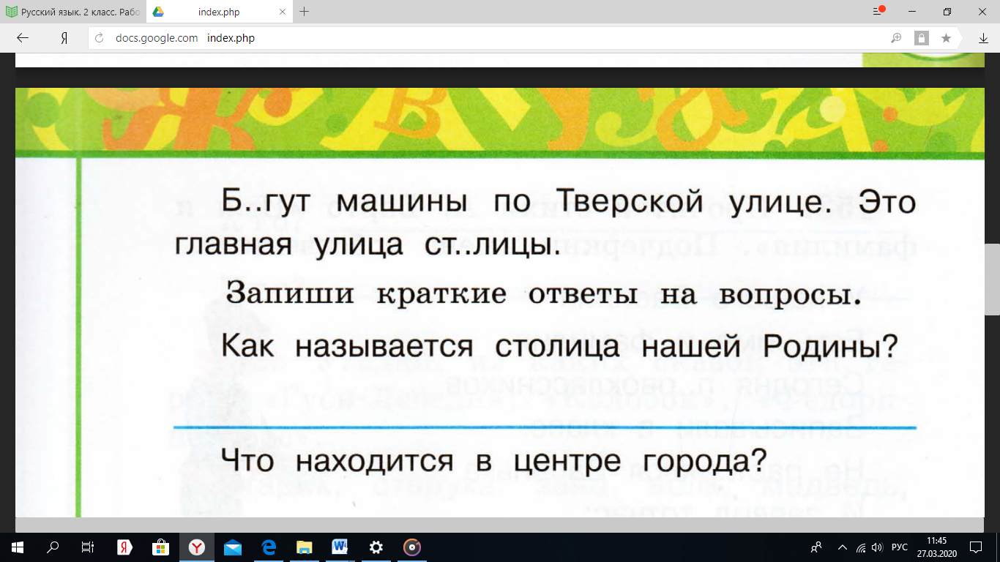 Русский язык. 2 класс. Рабо
index.php
Я docs.google.com index.php
Б..гут машины по Тверской улице. Это
главная улица ст..лицы.
Запиши краткие ответы на вопросы.
Как называется столица нашей Родины?
Что находится в центре города?
РУС
11:45
27.03.2020